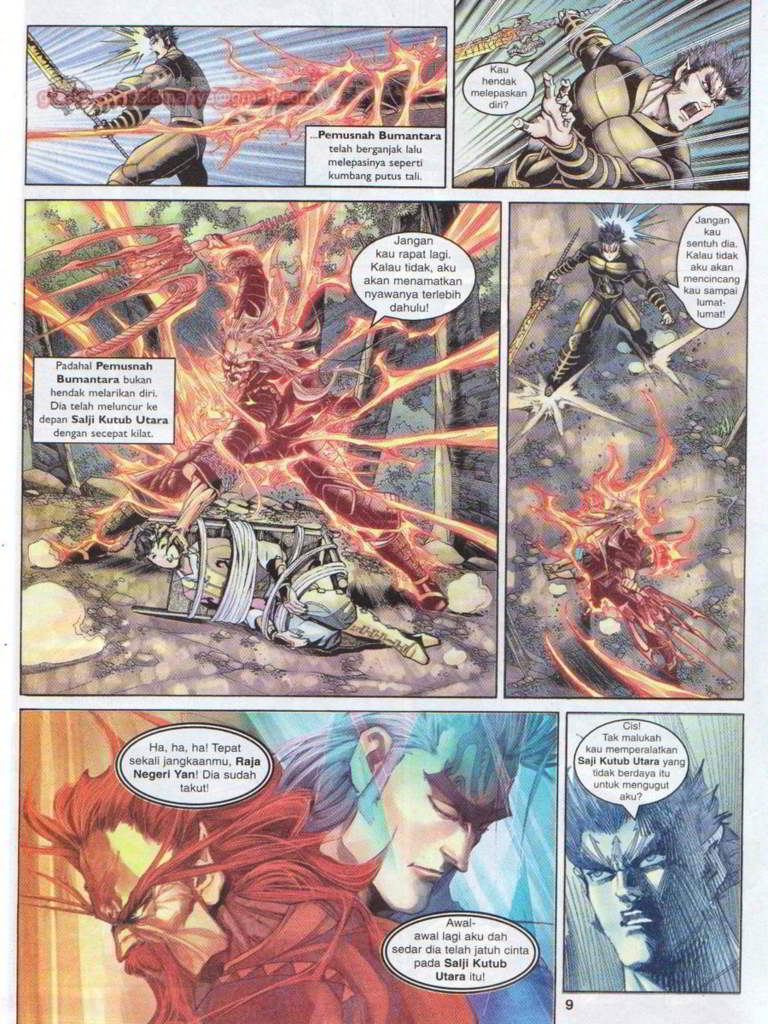 ...Pemusnah Bumantara
telah berganjak lalu
melepasinya seperti
kumbang putus tali.
Kau
hendak
melepaskan
diri?
Jangan
kau rapat lagi.
Kalau tidak, aku
akan menamatkan
nyawanya terlebih
dahulu!
Padahal Pemusnah
Bumantara bukan
hendak melarikan diri.
Dia telah meluncur ke
depan Salji Kutub Utara
dengan secepat kilat.
Jangan
kau
sentuh dia.
Kalau tidak
aku akan
mencincang
kau sampai
lumat-
lumat!
Ha, ha, ha! Tepat
sekali jangkaanmu, Raja
Negeri Yan! Dia sudah
takut!
Awal-
awal lagi aku dah
sedar dia telah jatuh cinta
pada Salji Kutub
Utara itu!
Cis!
Tak malukah
kau memperalatkan
Saji Kutub Utara yang
tidak berdaya itu
untuk mengugut
aku?
9